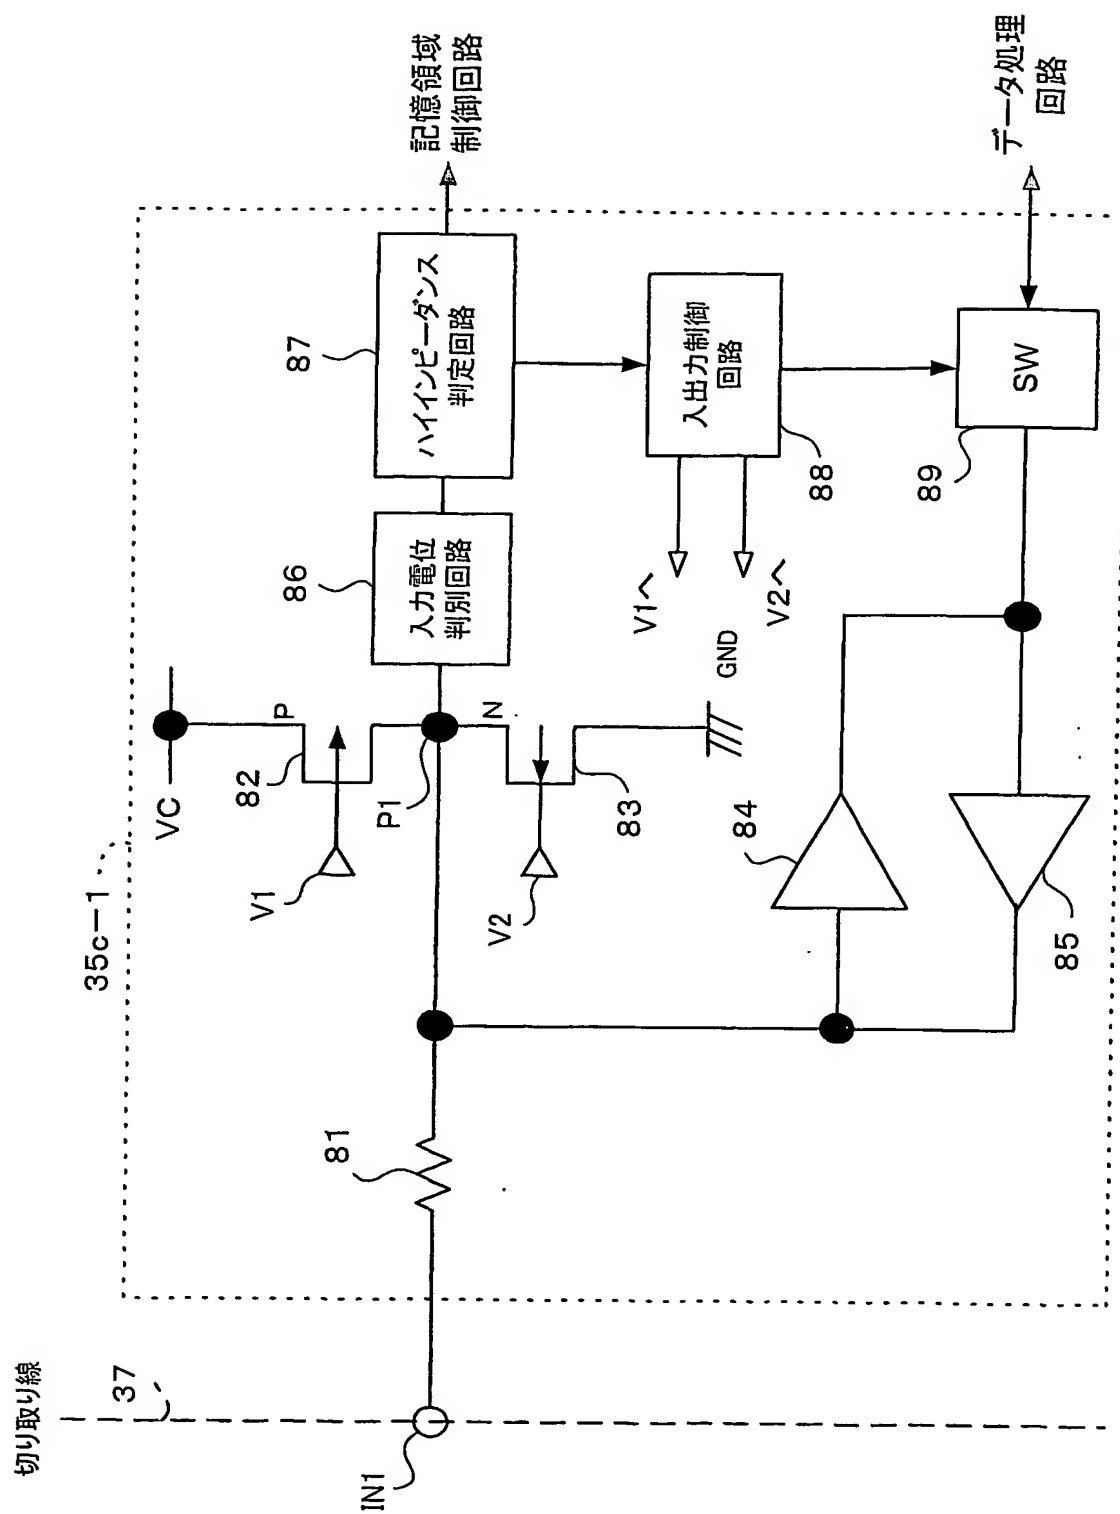 切り取り線
37
IN1
35c-1
81
VC
82
P
V1
P1
N
V2
83
GND
86
入力電位
判別回路
87
ハイインピーダンス
判定回路
記憶領域
制御回路
V1へ
V2へ
入出力制御
回路
88
84
85
89
SW
データ処理
回路